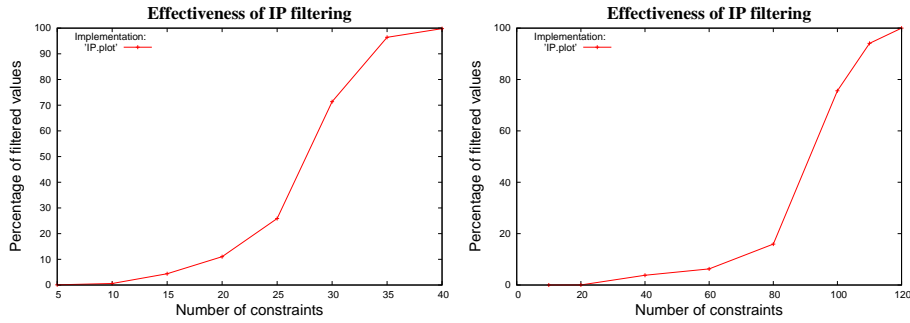 Effectiveness of IP filtering
Implementation:
'IP.plot'
Percentage of filtered values
100
90
80
70
60
50
40
30
20
10
0
5 10 15 20 25 30 35 40
Number of constraints
Effectiveness of IP filtering
Implementation:
'IP.plot'
Percentage of filtered values
100
80
60
40
20
0
0 20 40 60 80 100 120
Number of constraints